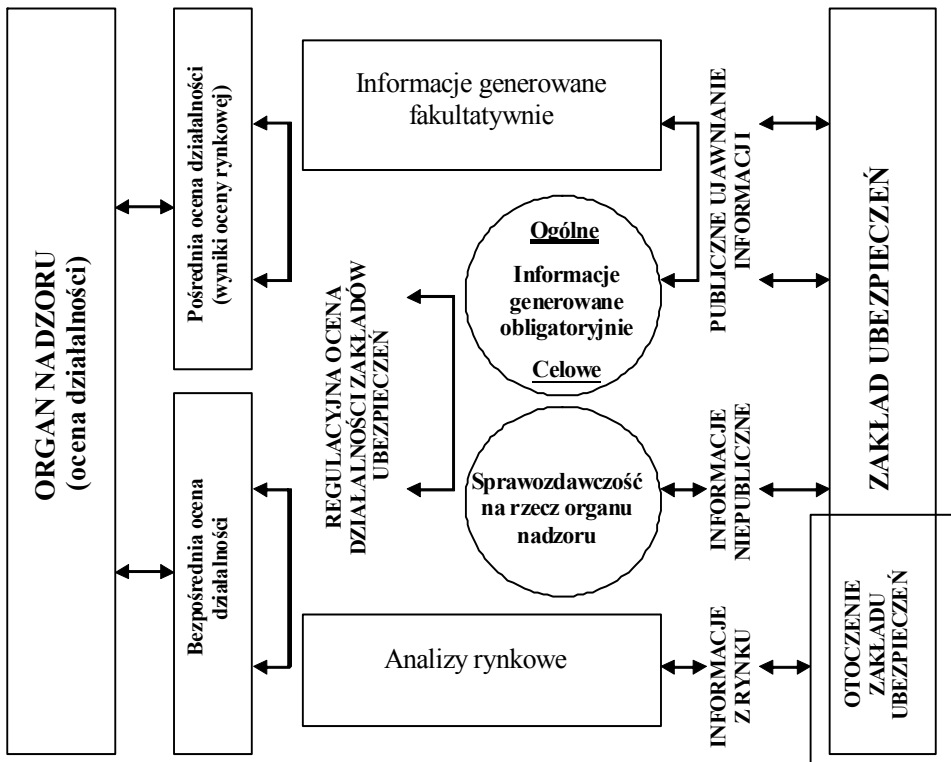 ORGAN NADZORU
(ocena działalności)
Pośrednia ocena działalności
(wyniki oceny rynkowej)
Bezpośrednia ocena
działalności
Informacje generowane
fakultatywnie
REGULACYJNA OCENA
DZIAŁALNOŚCI ZAKŁADÓW
UBEZPIECZEŃ
Ogólne
Informacje
generowane
obligatoryjnie
Celowe
Sprawozdawczość
na rzecz organu
nadzoru
Analizy rynkowe
PUBLICZNE UJAWNIANIE
INFORMACJI
INFORMACJE
NIEPUBLICZNE
INFORMACJE
Z RYNKU
ZAKŁAD UBEZPIECZEŃ
OTOCZENIE
ZAKŁADU
UBEZPIECZEŃ